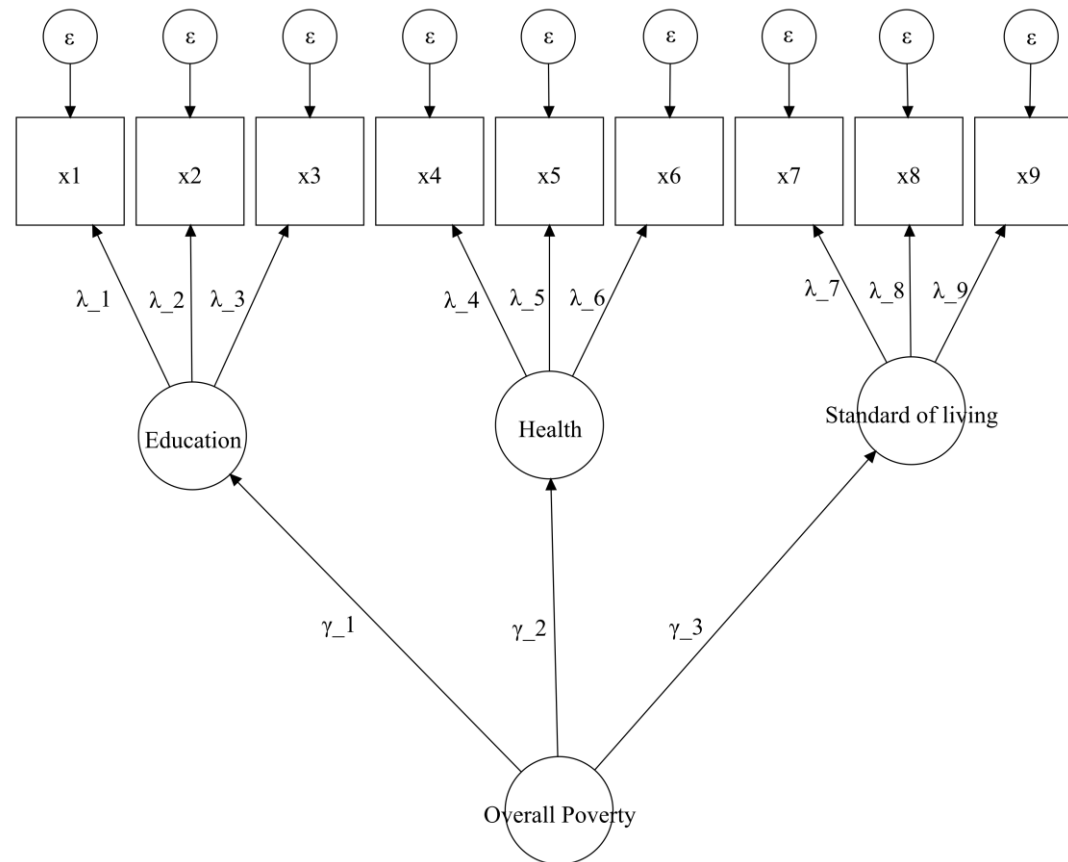 ε ε ε ε ε ε ε ε ε
x1 x2 x3 x4 x5 x6 x7 x8 x9
λ_1 λ_2 λ_3 λ_4 λ_5 λ_6 λ_7 λ_8 λ_9
Education Health Standard of living
γ_1 γ_2 γ_3
Overall Poverty